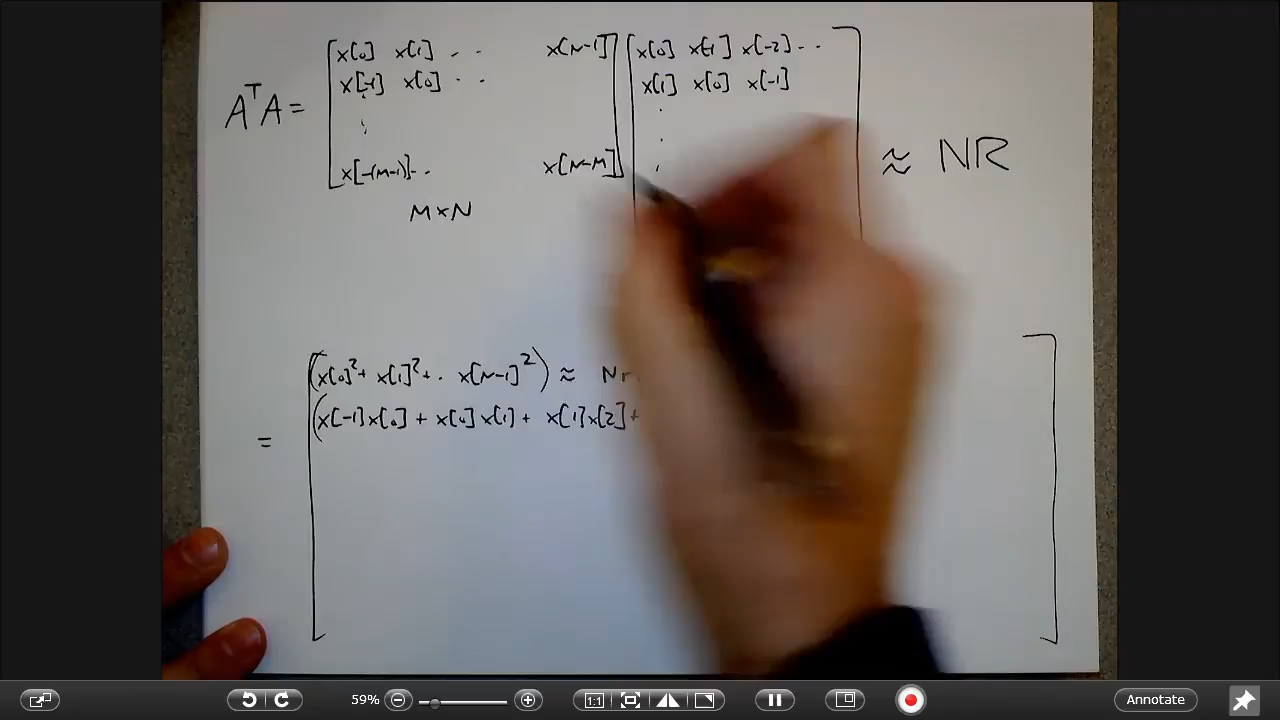 x[0] x[1] .. x[N-1] x[0] x[-1] x[-2] ..
x[-1] x[0] .. x[1] x[0] x[-1]
AᵀA = ≈ NR
x[-(M-1)] .. x[N-M]
M×N
(x[0]² + x[1]² + .. x[N-1]²) ≈ Nr
(x[-1]x[0] + x[0]x[1] + x[1]x[2] +
=
59%
1:1
Annotate